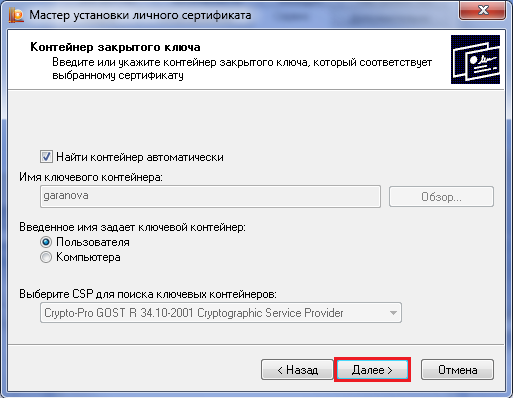 Мастер установки личного сертификата
Контейнер закрытого ключа
Введите или укажите контейнер закрытого ключа, который соответствует
выбранному сертификату
Найти контейнер автоматически
Имя ключевого контейнера:
garanova
Обзор...
Введенное имя задает ключевой контейнер:
Пользователя
Компьютера
Выберите CSP для поиска ключевых контейнеров:
Crypto-Pro GOST R 34.10-2001 Cryptographic Service Provider
< Назад
Далее >
Отмена